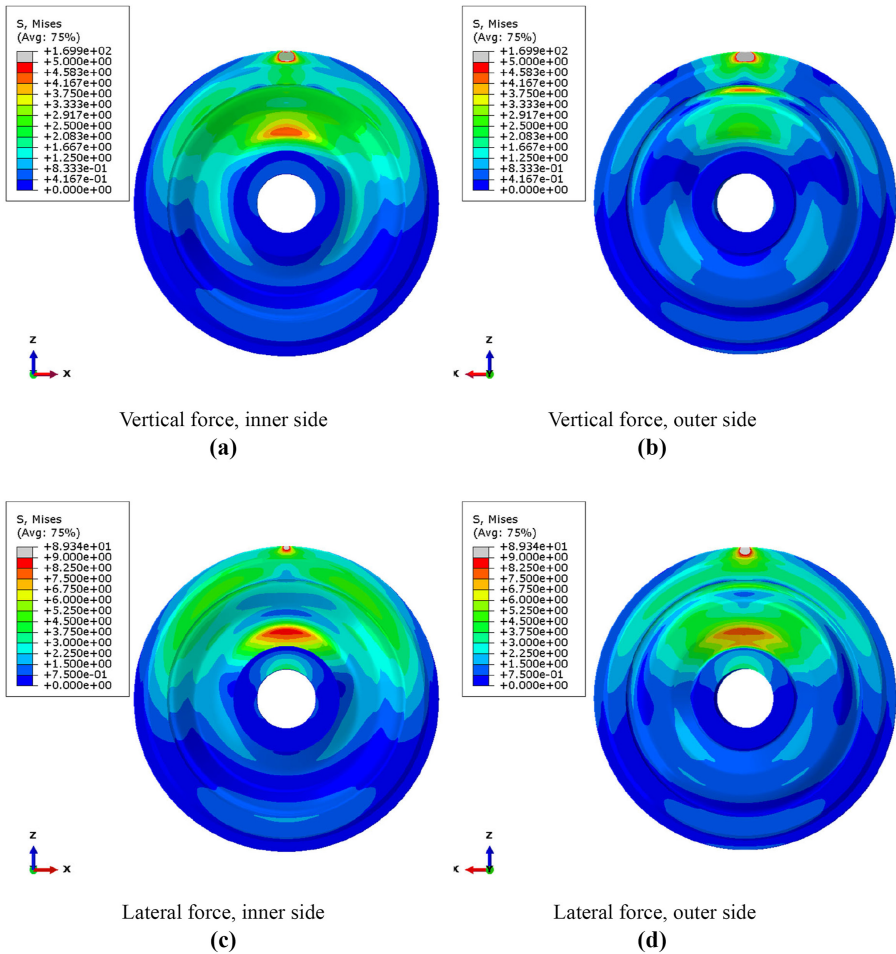 S, Mises
(Avg: 75%)
+1.699e+02
+5.000e+00
+4.583e+00
+4.167e+00
+3.750e+00
+3.333e+00
+2.917e+00
+2.500e+00
+2.083e+00
+1.667e+00
+1.250e+00
+8.333e-01
+4.167e-01
+0.000e+00
Z
X
Vertical force, inner side
(a)
S, Mises
(Avg: 75%)
+1.699e+02
+5.000e+00
+4.583e+00
+4.167e+00
+3.750e+00
+3.333e+00
+2.917e+00
+2.500e+00
+2.083e+00
+1.667e+00
+1.250e+00
+8.333e-01
+4.167e-01
+0.000e+00
Z
X
Y
Vertical force, outer side
(b)
S, Mises
(Avg: 75%)
+8.934e+01
+9.000e+00
+8.250e+00
+7.500e+00
+6.750e+00
+6.000e+00
+5.250e+00
+4.500e+00
+3.750e+00
+3.000e+00
+2.250e+00
+1.500e+00
+7.500e-01
+0.000e+00
Z
X
Lateral force, inner side
(c)
S, Mises
(Avg: 75%)
+8.934e+01
+9.000e+00
+8.250e+00
+7.500e+00
+6.750e+00
+6.000e+00
+5.250e+00
+4.500e+00
+3.750e+00
+3.000e+00
+2.250e+00
+1.500e+00
+7.500e-01
+0.000e+00
Z
X
Y
Lateral force, outer side
(d)